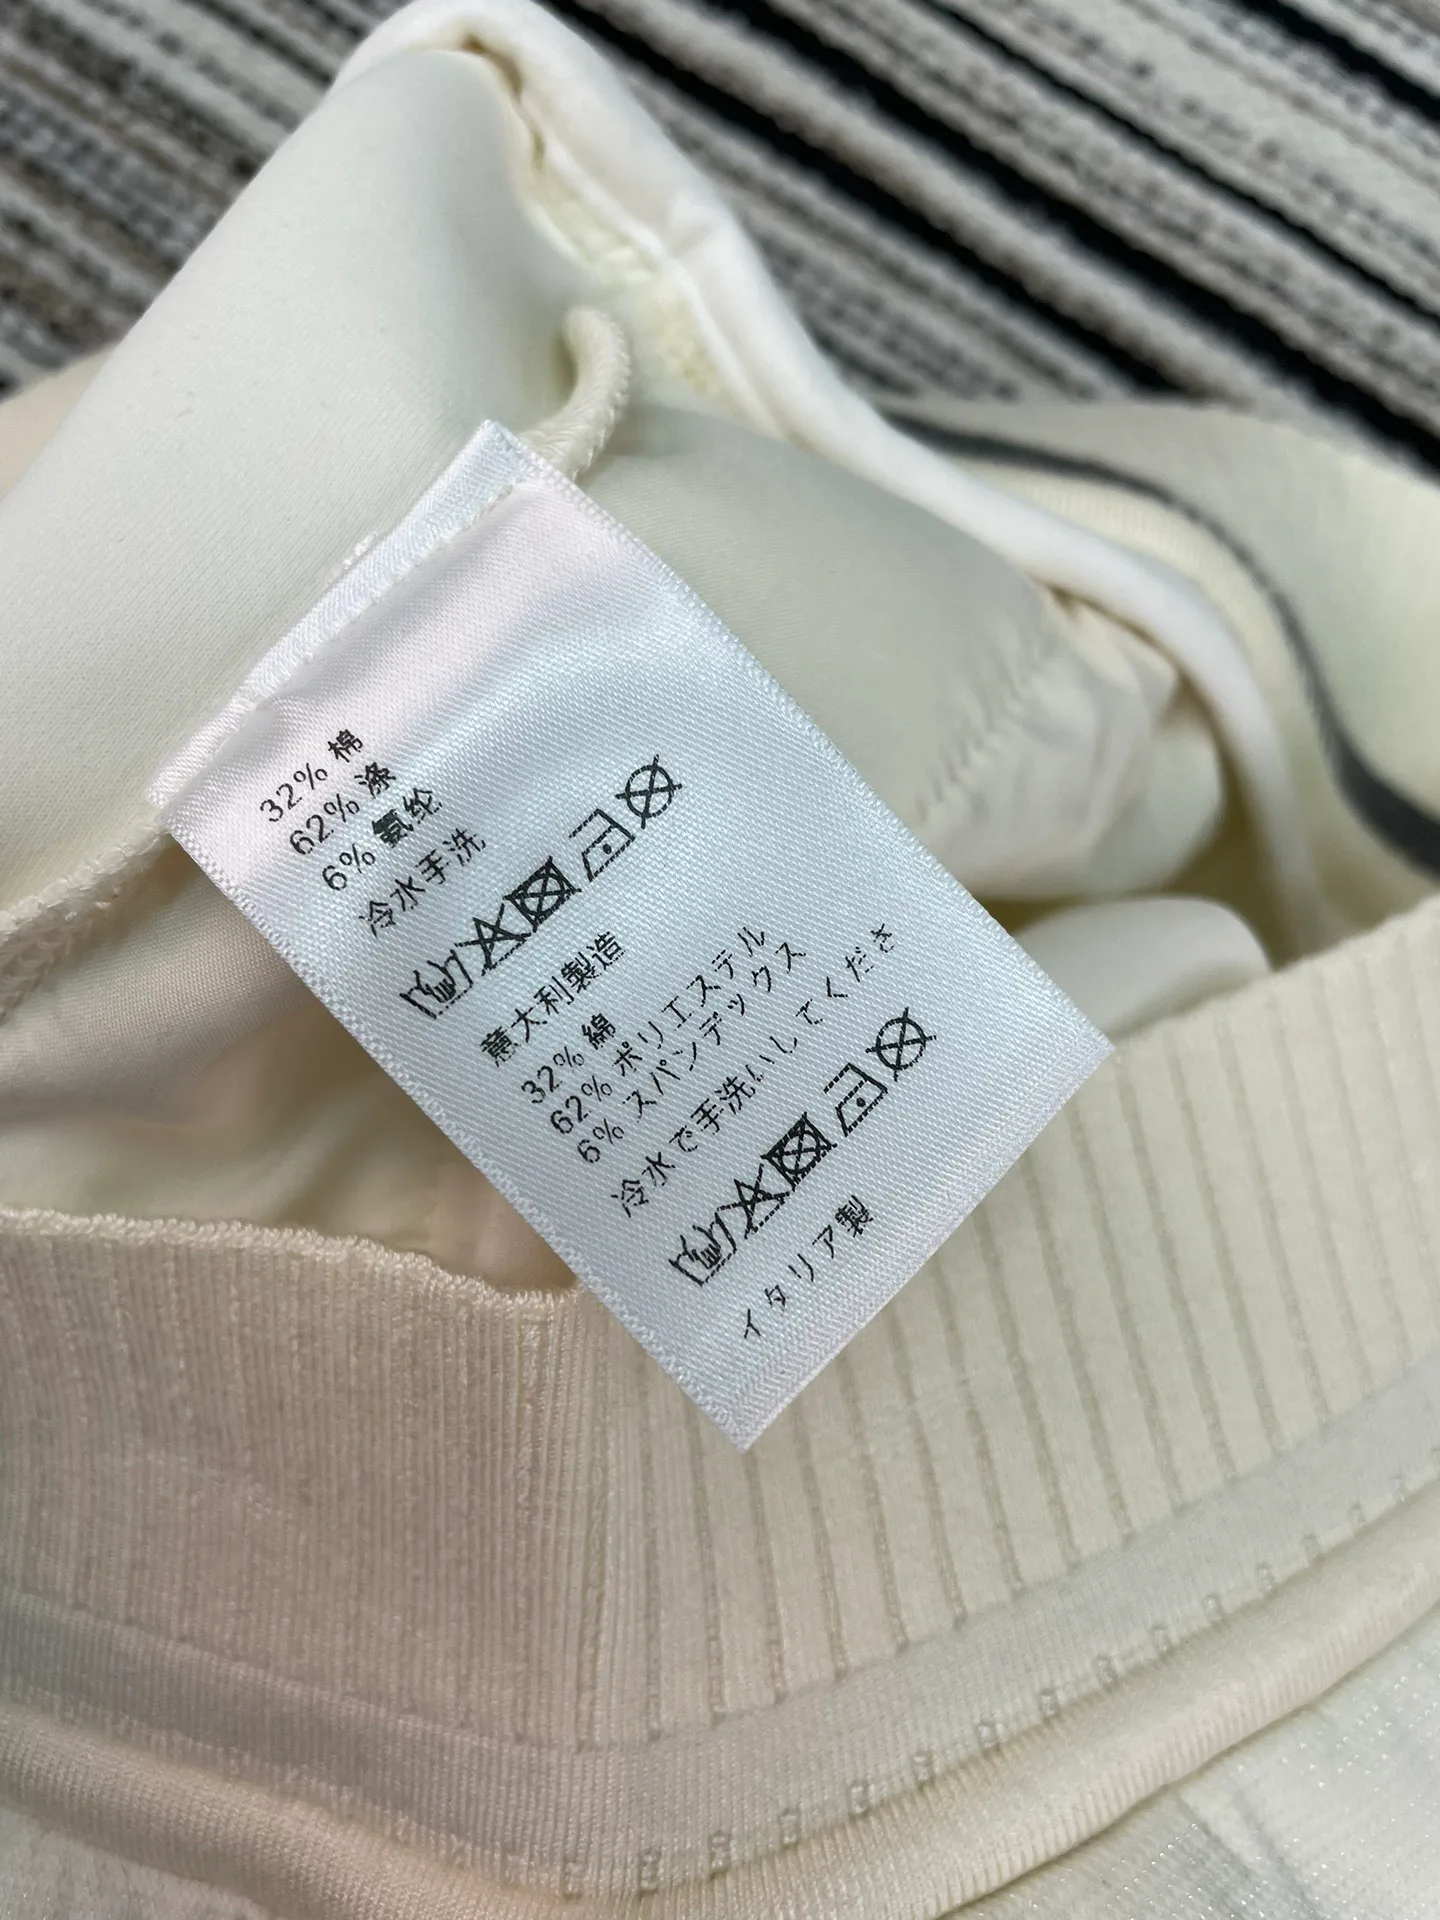 32% 棉
62% 涤
6% 氨纶
冷水手洗
意大利製造
32% 綿
62% ポリエステル
6% スパンデックス
冷水で手洗いしてくださ
イタリア製